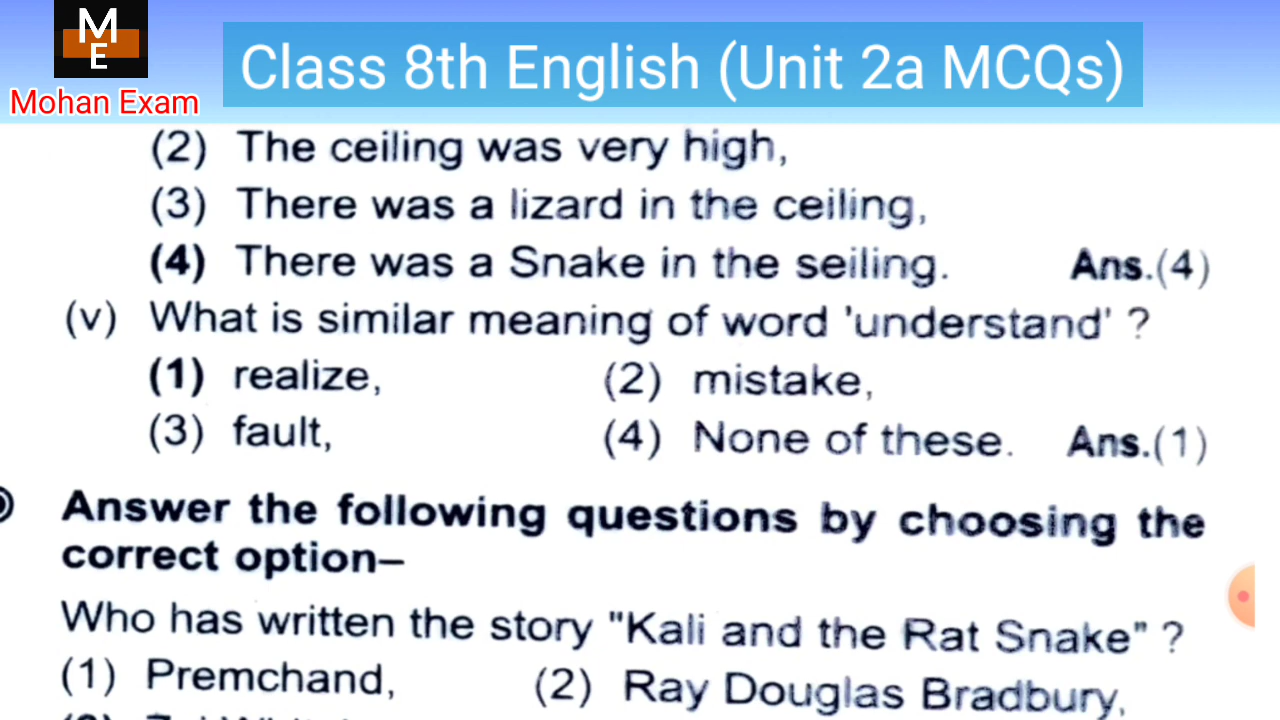 ME
Mohan Exam
Class 8th English (Unit 2a MCQs)
(2) The ceiling was very high,
(3) There was a lizard in the ceiling,
(4) There was a Snake in the seiling. Ans.(4)
(v) What is similar meaning of word 'understand' ?
(1) realize, (2) mistake,
(3) fault, (4) None of these. Ans.(1)
Answer the following questions by choosing the
correct option–
Who has written the story "Kali and the Rat Snake" ?
(1) Premchand, (2) Ray Douglas Bradbury,